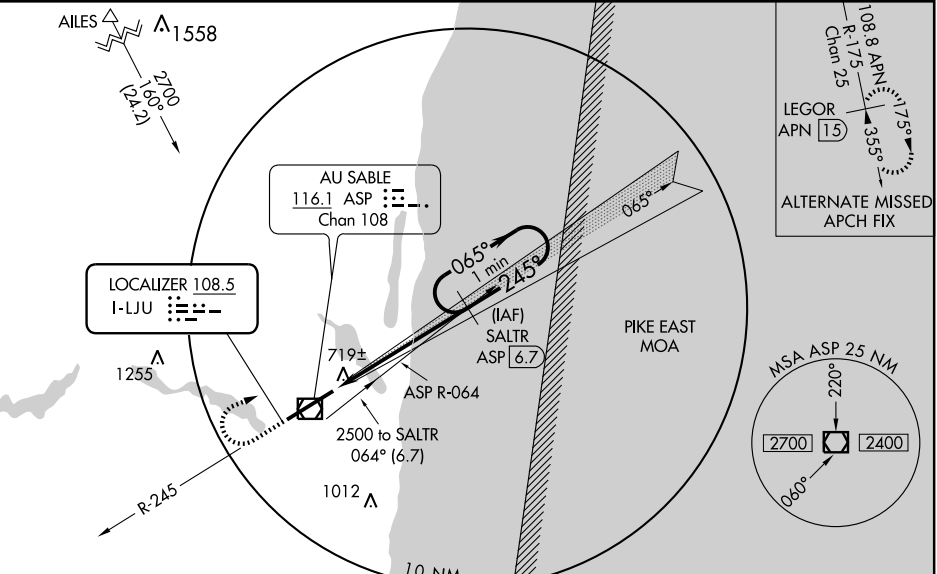 AILES
1558
2700
160°
(24.2)
AU SABLE
116.1 ASP
Chan 108
LOCALIZER 108.5
I-LJU
1255
719±
065°
1 min
245°
065°
(IAF)
SALTR
ASP 6.7
ASP R-064
2500 to SALTR
064° (6.7)
1012
R-245
10 NM
PIKE EAST
MOA
108.8 APN
R-175
Chan 25
LEGOR
APN 15
175°
355°
ALTERNATE MISSED
APCH FIX
MSA ASP 25 NM
220°
2700
2400
060°